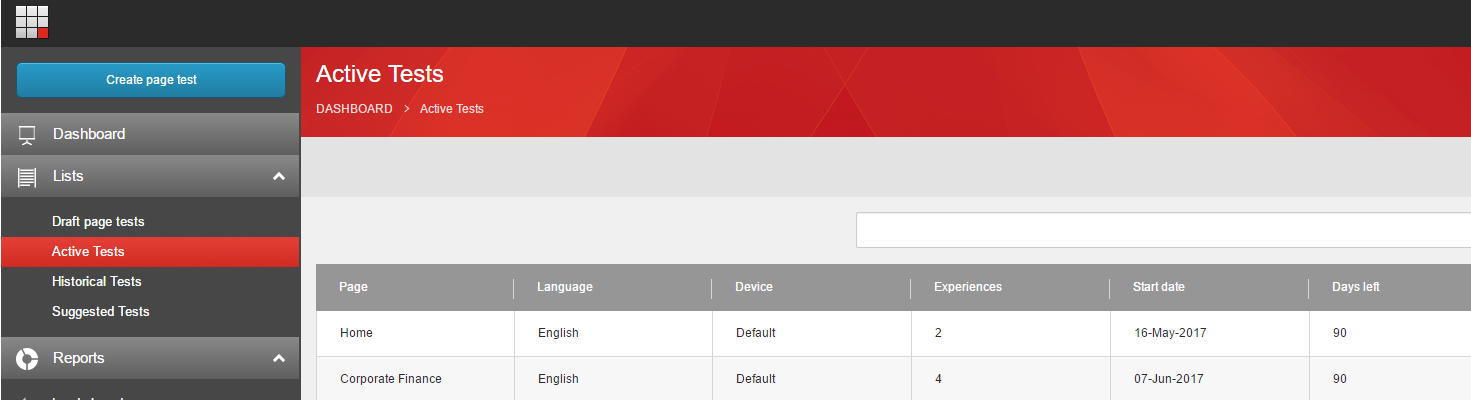 Create page test
Active Tests
DASHBOARD > Active Tests
Dashboard
Lists
Draft page tests
Active Tests
Historical Tests
Suggested Tests
Reports
Page Language Device Experiences Start date Days left
Home English Default 2 16-May-2017 90
Corporate Finance English Default 4 07-Jun-2017 90